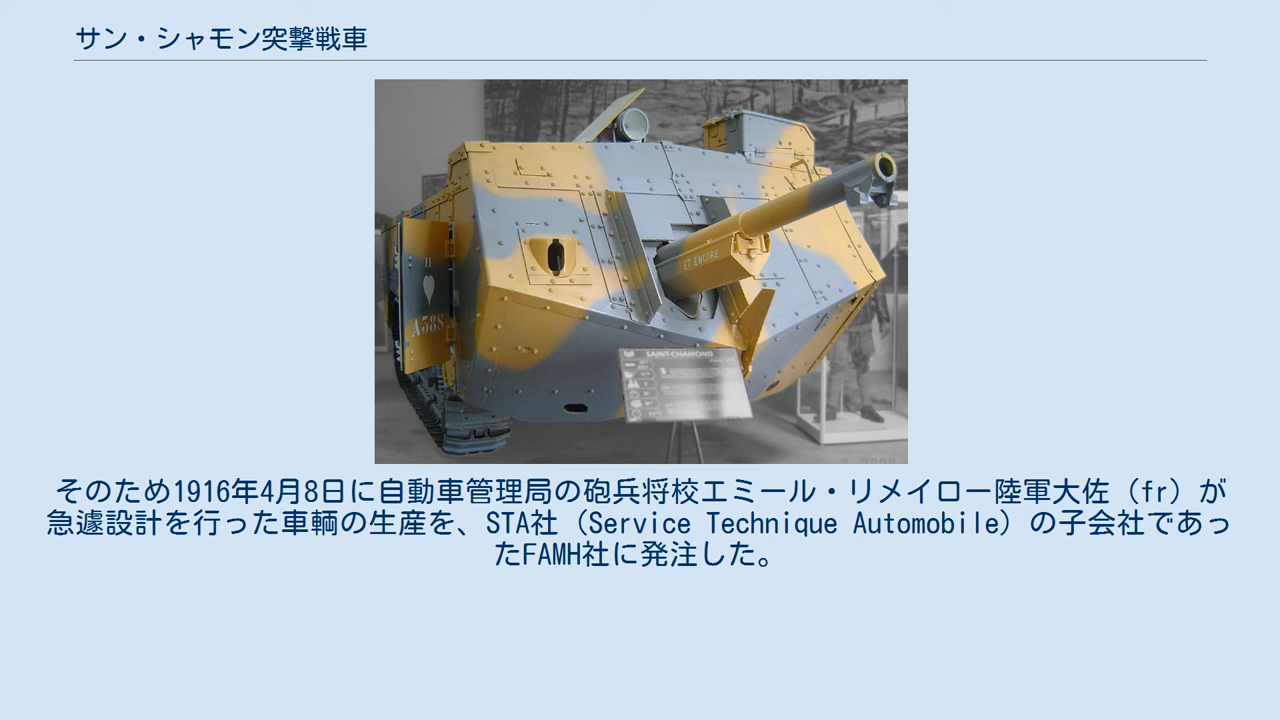 サン・シャモン突撃戦車
ET ENCORE
A58S
SAINT-CHAMOND
そのため1916年4月8日に自動車管理局の砲兵将校エミール・リメイロー陸軍大佐（fr）が
急遽設計を行った車輌の生産を、STA社（Service Technique Automobile）の子会社であっ
たFAMH社に発注した。